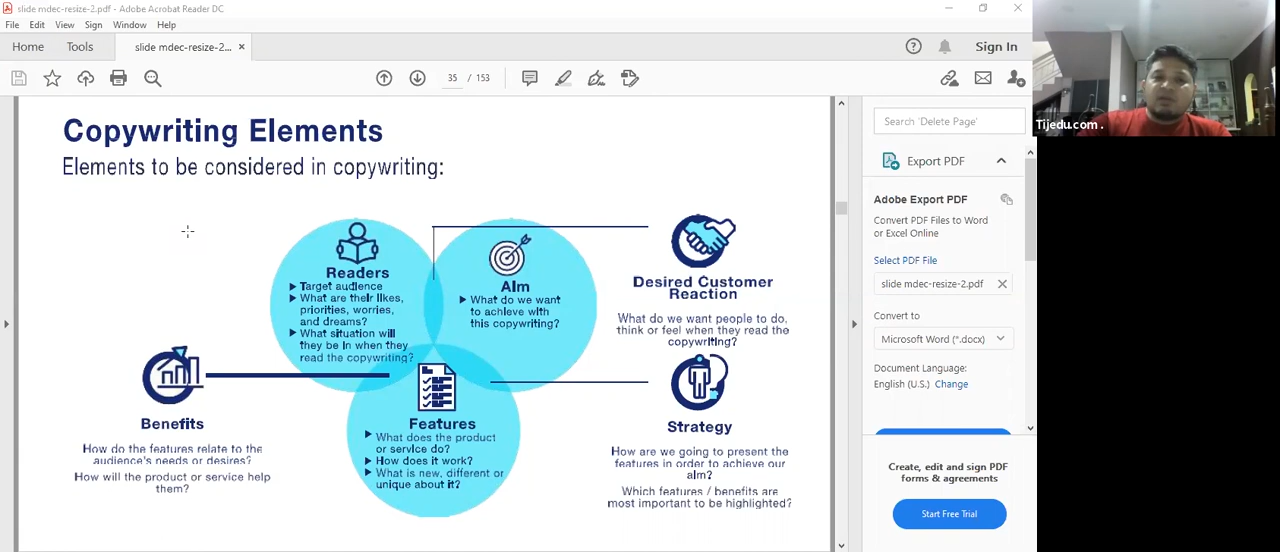 slide mdec-resize-2.pdf - Adobe Acrobat Reader DC
File Edit View Sign Window Help
Home Tools slide mdec-resize-2... × Sign In
35 / 153
Tijedu.com .
Copywriting Elements
Elements to be considered in copywriting:
Readers
Target audience
What are their likes,
priorities, worries,
and dreams?
What situation will
they be in when they
read the copywriting?
Aim
What do we want
to achieve with
this copywriting?
Desired Customer
Reaction
What do we want people to do,
think or feel when they read the
copywriting?
Benefits
How do the features relate to the
audience's needs or desires?
How will the product or service help
them?
Features
What does the product
or service do?
How does it work?
What is new, different or
unique about it?
Strategy
How are we going to present the
features in order to achieve our
aim?
Which features / benefits are
most important to be highlighted?
Search 'Delete Page'
Export PDF
Adobe Export PDF
Convert PDF Files to Word
or Excel Online
Select PDF File
slide mdec-resize-2.pdf
Convert to
Microsoft Word (*.docx)
Document Language:
English (U.S.) Change
Create, edit and sign PDF
forms & agreements
Start Free Trial